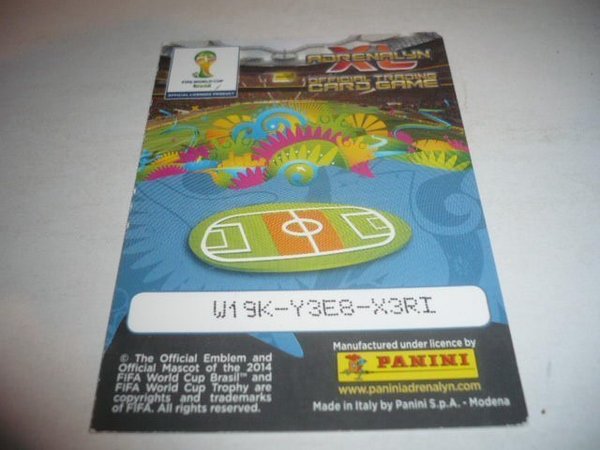 FIFA WORLD CUP
Brasil
OFFICIAL LICENSED PRODUCT
ADRENALYN
XL
OFFICIAL TRADING
CARD GAME
W19K-Y3E8-X3RI
© The Official Emblem and
Official Mascot of the 2014
FIFA World Cup Brasil™ and
FIFA World Cup Trophy are
copyrights and trademarks
of FIFA. All rights reserved.
Manufactured under licence by
PANINI
www.paniniadrenalyn.com
Made in Italy by Panini S.p.A. - Modena